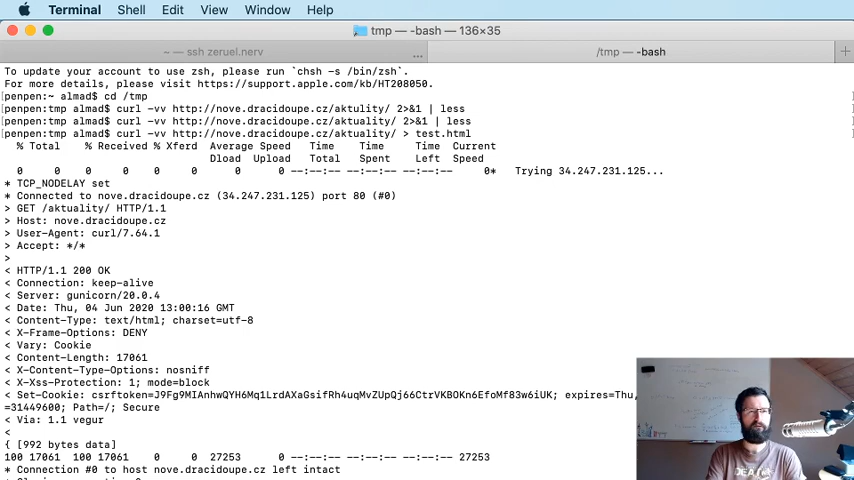 Terminal Shell Edit View Window Help
tmp — -bash — 136×35
~ — ssh zeruel.nerv ... /tmp — -bash +
To update your account to use zsh, please run `chsh -s /bin/zsh`.
For more details, please visit https://support.apple.com/kb/HT208050.
[penpen:~ almad$ cd /tmp ]
[penpen:tmp almad$ curl -vv http://nove.dracidoupe.cz/aktulity/ 2>&1 | less ]
[penpen:tmp almad$ curl -vv http://nove.dracidoupe.cz/aktuality/ 2>&1 | less ]
[penpen:tmp almad$ curl -vv http://nove.dracidoupe.cz/aktuality/ > test.html ]
% Total % Received % Xferd Average Speed Time Time Time Current
Dload Upload Total Spent Left Speed
0 0 0 0 0 0 0 0 --:--:-- --:--:-- --:--:-- 0* Trying 34.247.231.125...
* TCP_NODELAY set
* Connected to nove.dracidoupe.cz (34.247.231.125) port 80 (#0)
> GET /aktuality/ HTTP/1.1
> Host: nove.dracidoupe.cz
> User-Agent: curl/7.64.1
> Accept: */*
>
< HTTP/1.1 200 OK
< Connection: keep-alive
< Server: gunicorn/20.0.4
< Date: Thu, 04 Jun 2020 13:00:16 GMT
< Content-Type: text/html; charset=utf-8
< X-Frame-Options: DENY
< Vary: Cookie
< Content-Length: 17061
< X-Content-Type-Options: nosniff
< X-Xss-Protection: 1; mode=block
< Set-Cookie: csrftoken=J9Fg9MIAnhwQYH6Mq1LrdAXaGsifRh4uqMvZUpQj66CtrVKBOKn6EfoMf83w6iUK; expires=Thu,
=31449600; Path=/; Secure
< Via: 1.1 vegur
<
{ [992 bytes data]
100 17061 100 17061 0 0 27253 0 --:--:-- --:--:-- --:--:-- 27253
* Connection #0 to host nove.dracidoupe.cz left intact